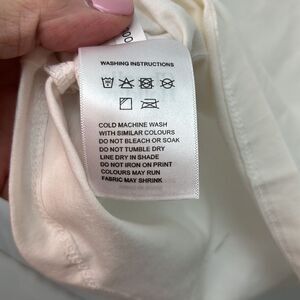 WASHING INSTRUCTIONS
COLD MACHINE WASH
WITH SIMILAR COLOURS
DO NOT BLEACH OR SOAK
DO NOT TUMBLE DRY
LINE DRY IN SHADE
DO NOT IRON ON PRINT
COLOURS MAY RUN
FABRIC MAY SHRINK